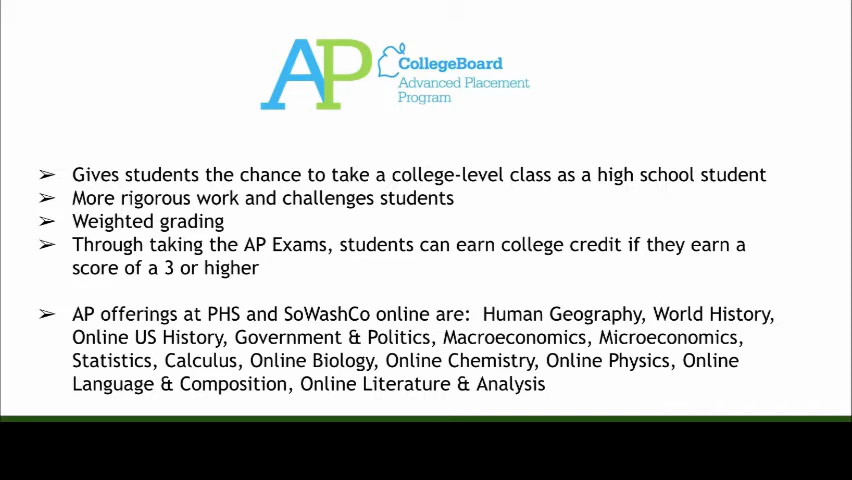 AP CollegeBoard
Advanced Placement
Program
➢ Gives students the chance to take a college-level class as a high school student
➢ More rigorous work and challenges students
➢ Weighted grading
➢ Through taking the AP Exams, students can earn college credit if they earn a
score of a 3 or higher
➢ AP offerings at PHS and SoWashCo online are: Human Geography, World History,
Online US History, Government & Politics, Macroeconomics, Microeconomics,
Statistics, Calculus, Online Biology, Online Chemistry, Online Physics, Online
Language & Composition, Online Literature & Analysis